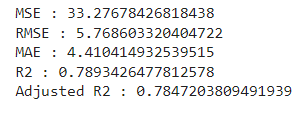 MSE : 33.27678426818438
RMSE : 5.768603320404722
MAE : 4.410414932539515
R2 : 0.7893426477812578
Adjusted R2 : 0.7847203809491939